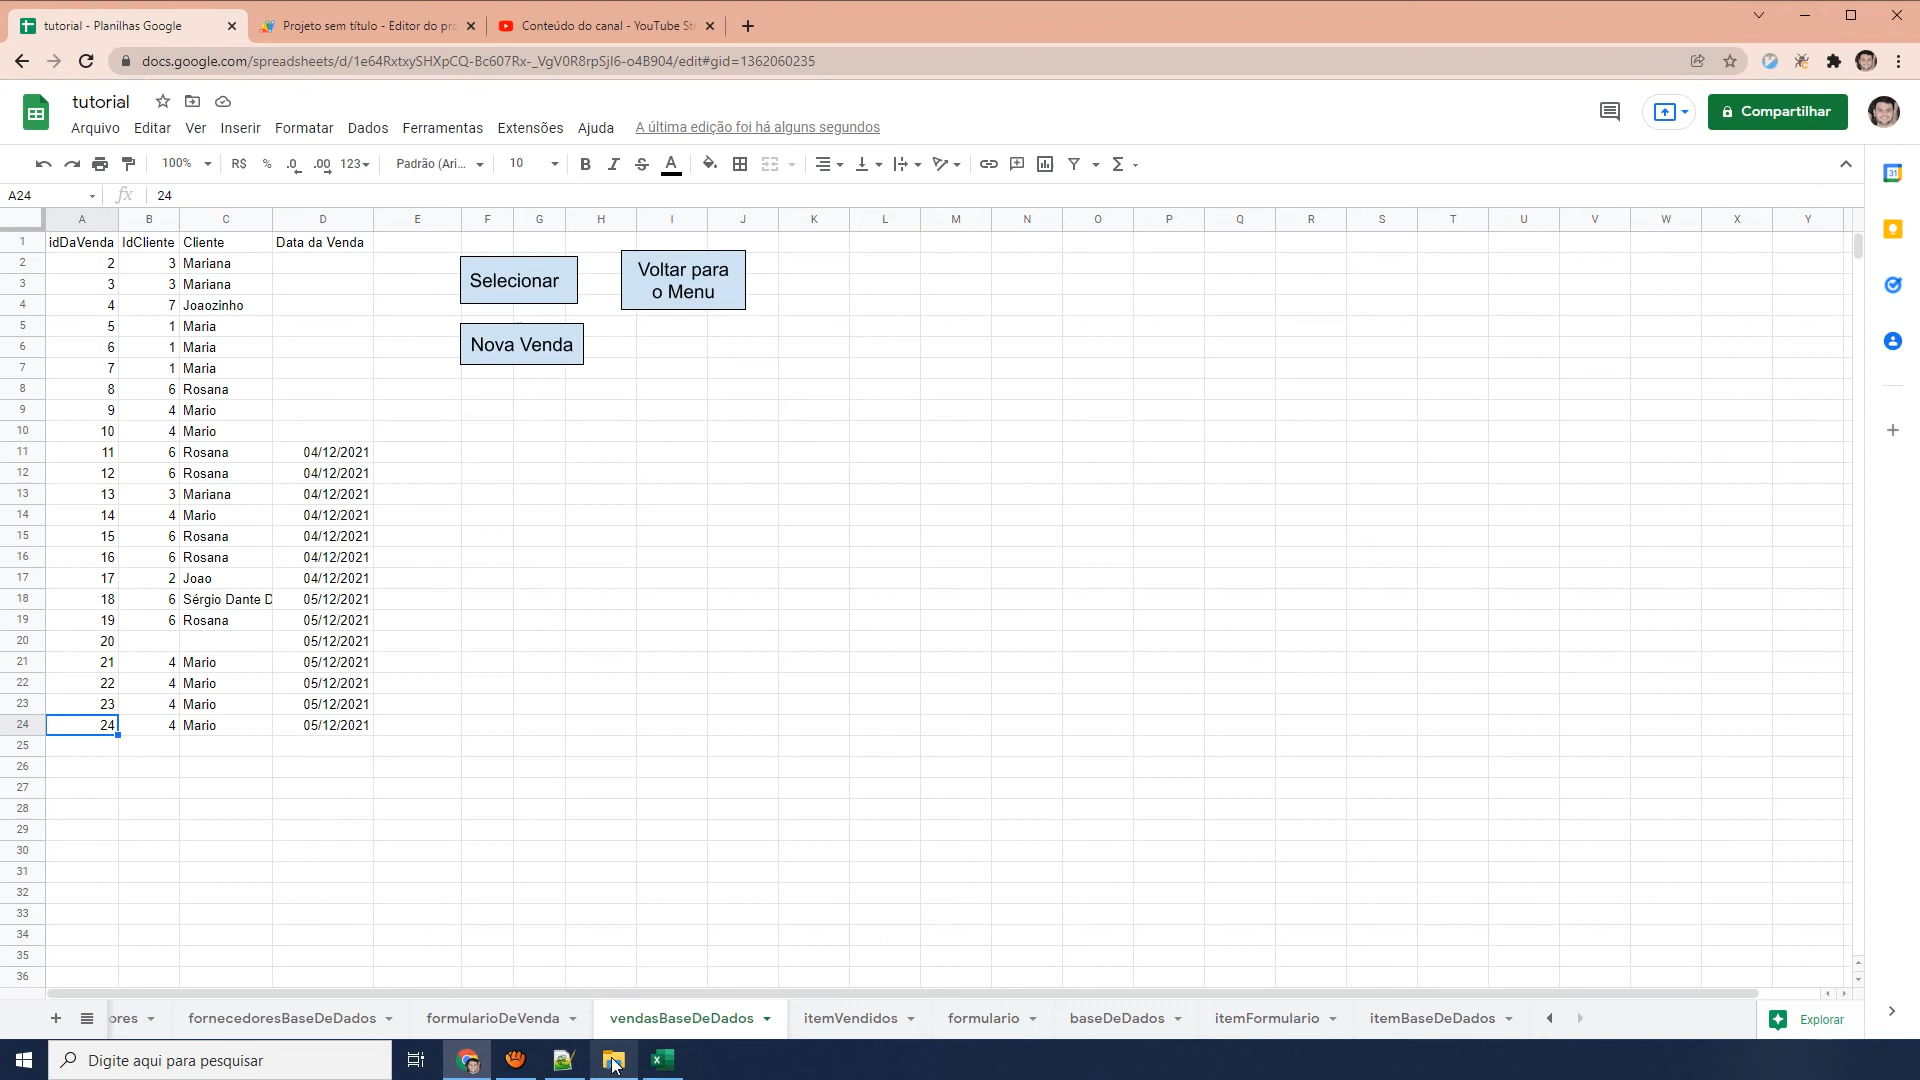 tutorial - Planilhas Google
Projeto sem título - Editor do pro
Conteúdo do canal - YouTube St
docs.google.com/spreadsheets/d/1e64RxtxySHXpCQ-Bc607Rx-_VgV0R8rpSjl6-o4B904/edit#gid=1362060235
tutorial
Compartilhar
Arquivo Editar Ver Inserir Formatar Dados Ferramentas Extensões Ajuda A última edição foi há alguns segundos
100% R$ % .0 .00 123 Padrão (Ari... 10 B I S A Σ
31
A24 fx 24
A B C D E F G H I J K L M N O P Q R S T U V W X Y
1 idDaVenda IdCliente Cliente Data da Venda
2 2 3 Mariana
3 3 3 Mariana
4 4 7 Joaozinho
5 5 1 Maria
6 6 1 Maria
7 7 1 Maria
8 8 6 Rosana
9 9 4 Mario
10 10 4 Mario
11 11 6 Rosana 04/12/2021
12 12 6 Rosana 04/12/2021
13 13 3 Mariana 04/12/2021
14 14 4 Mario 04/12/2021
15 15 6 Rosana 04/12/2021
16 16 6 Rosana 04/12/2021
17 17 2 Joao 04/12/2021
18 18 6 Sérgio Dante D 05/12/2021
19 19 6 Rosana 05/12/2021
20 20 05/12/2021
21 21 4 Mario 05/12/2021
22 22 4 Mario 05/12/2021
23 23 4 Mario 05/12/2021
24 24 4 Mario 05/12/2021
25
26
27
28
29
30
31
32
33
34
35
36
Selecionar
Voltar para
o Menu
Nova Venda
ores fornecedoresBaseDeDados formularioDeVenda vendasBaseDeDados itemVendidos formulario baseDeDados itemFormulario itemBaseDeDados Explorar
Digite aqui para pesquisar